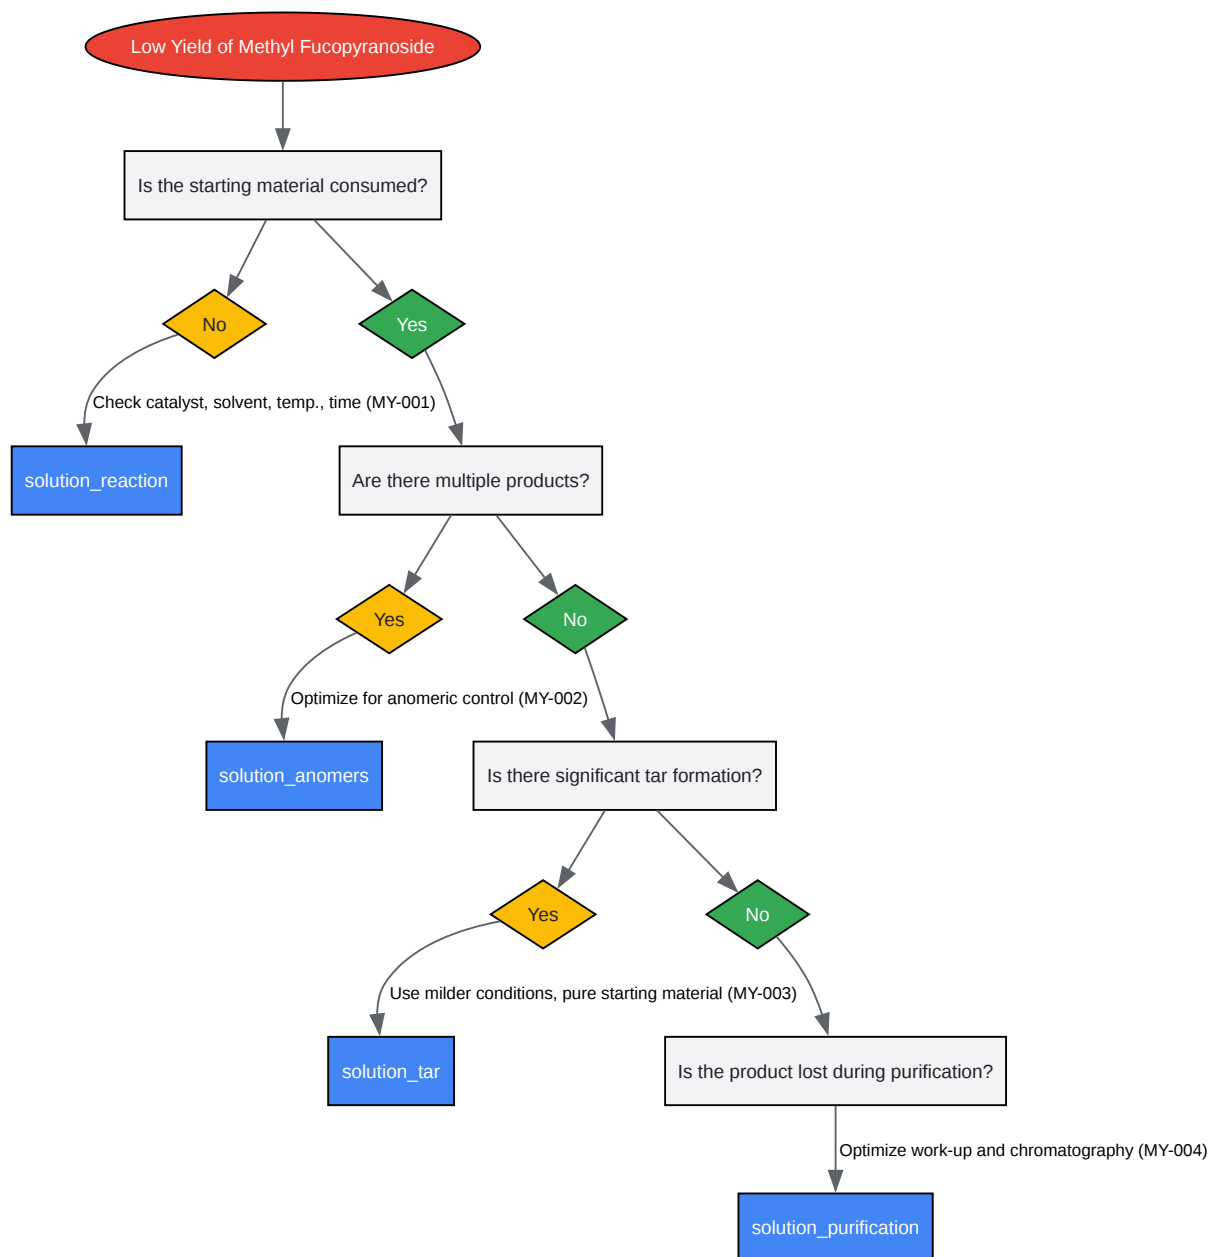 Low Yield of Methyl Fucopyranoside
Is the starting material consumed?
No
Yes
Check catalyst, solvent, temp., time (MY-001)
solution_reaction
Are there multiple products?
Yes
No
Optimize for anomeric control (MY-002)
solution_anomers
Is there significant tar formation?
Yes
No
Use milder conditions, pure starting material (MY-003)
solution_tar
Is the product lost during purification?
Optimize work-up and chromatography (MY-004)
solution_purification